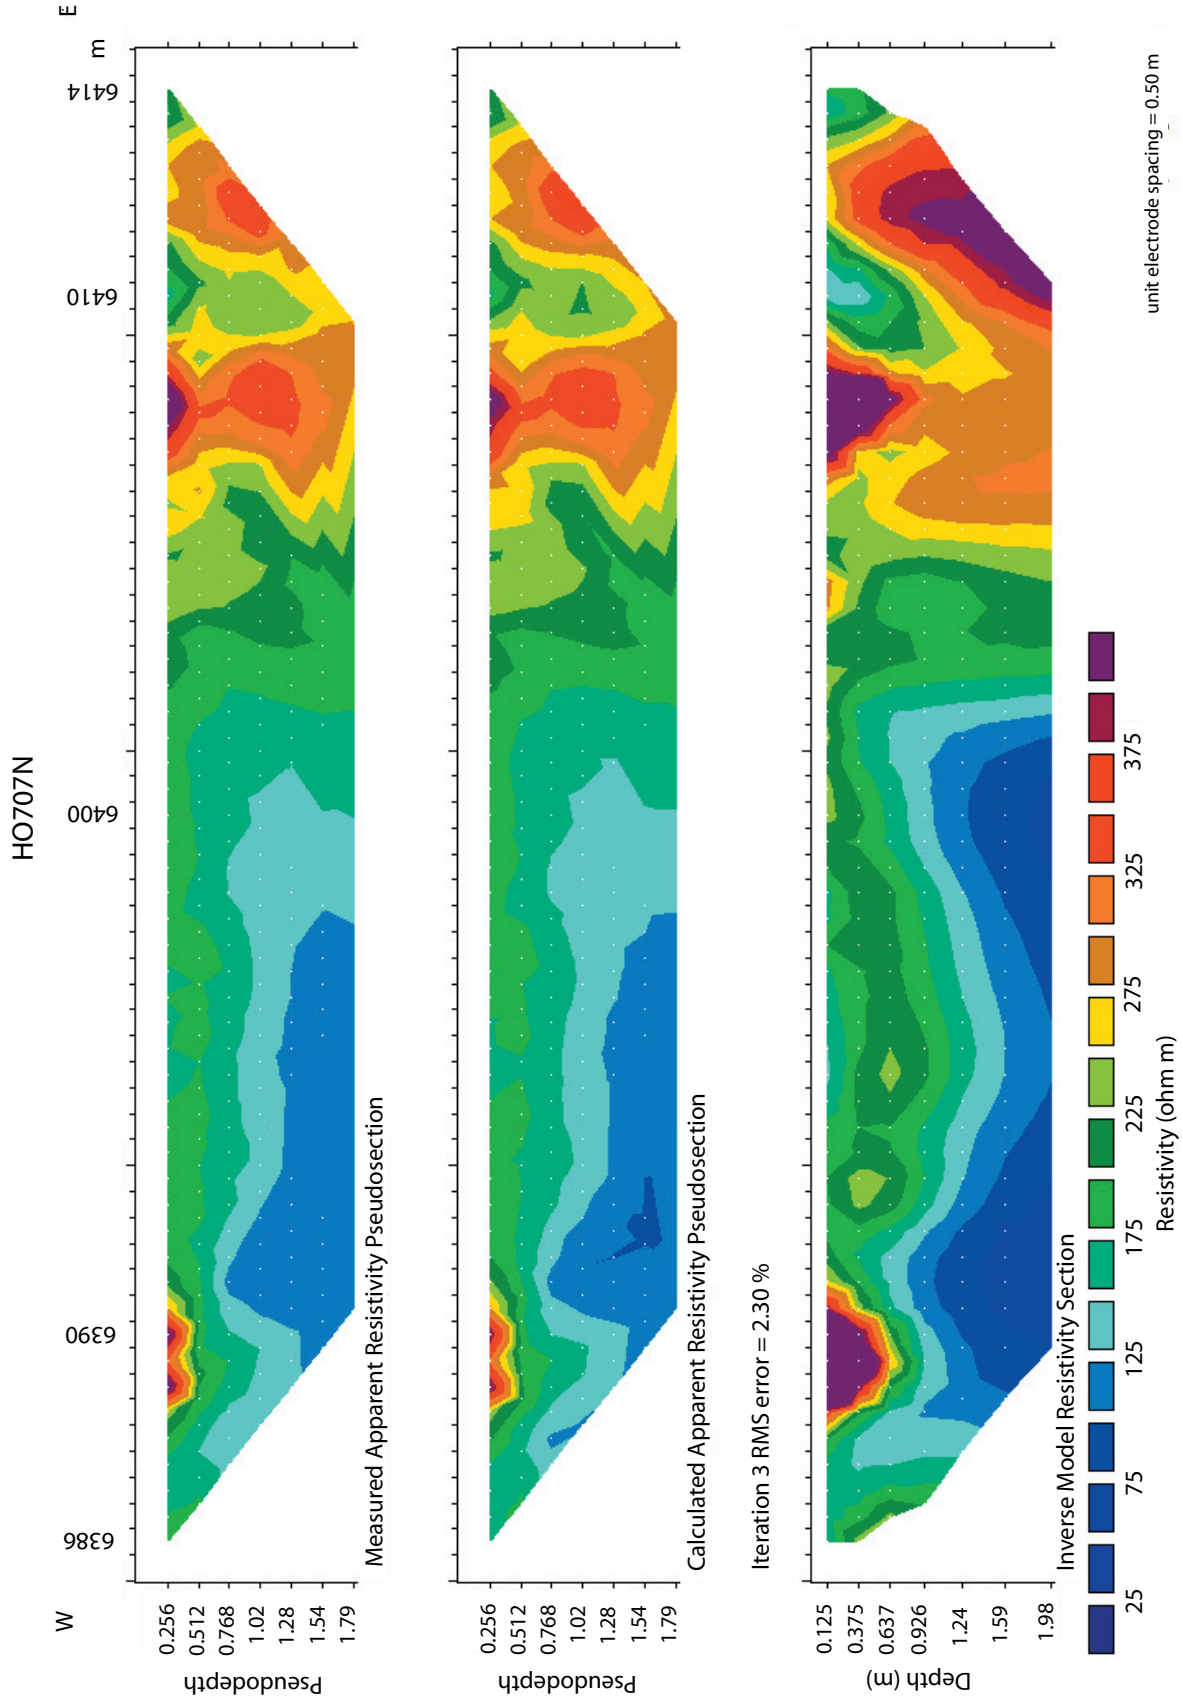 HO707N
W
E
6386
6390
6400
6410
6414
m
Pseudodepth
0.256
0.512
0.768
1.02
1.28
1.54
1.79
Measured Apparent Resistivity Pseudosection
Pseudodepth
0.256
0.512
0.768
1.02
1.28
1.54
1.79
Calculated Apparent Resistivity Pseudosection
Iteration 3 RMS error = 2.30 %
Depth (m)
0.125
0.375
0.637
0.926
1.24
1.59
1.98
Inverse Model Resistivity Section
25
75
125
175
225
275
325
375
Resistivity (ohm m)
unit electrode spacing = 0.50 m